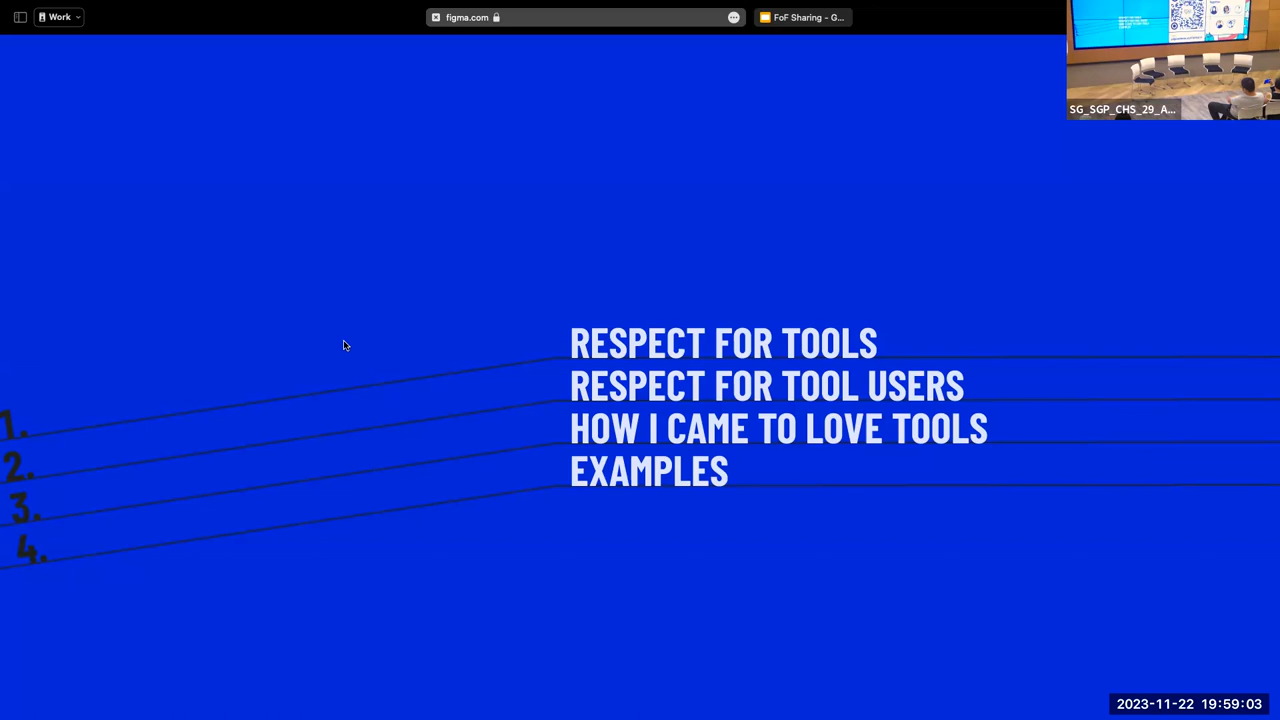 Work
figma.com
FoF Sharing - G...
SG_SGP_CHS_29_A...
1. RESPECT FOR TOOLS
2. RESPECT FOR TOOL USERS
3. HOW I CAME TO LOVE TOOLS
4. EXAMPLES
2023-11-22 19:59:03